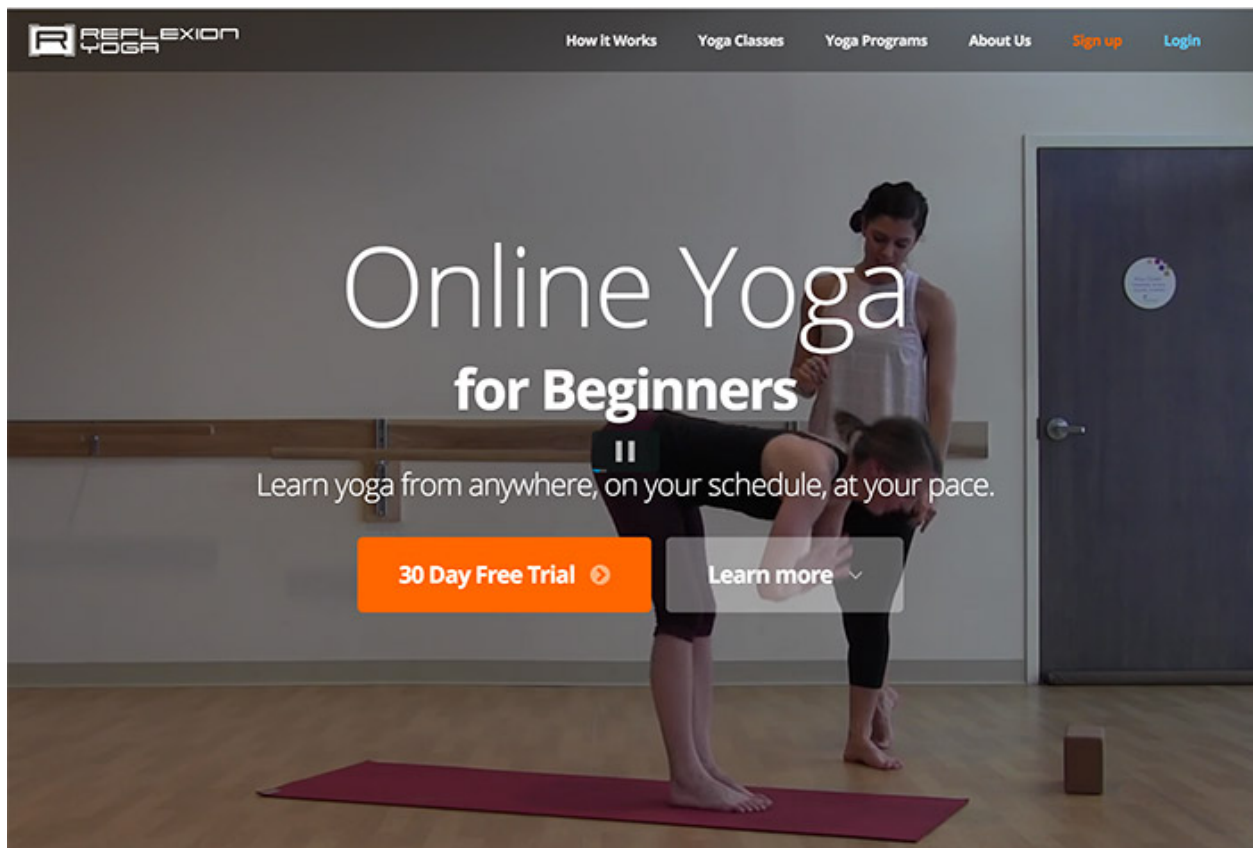 REFLEXION
YOGA
How it Works
Yoga Classes
Yoga Programs
About Us
Sign up
Login
Online Yoga
for Beginners
Learn yoga from anywhere, on your schedule, at your pace.
30 Day Free Trial
Learn more